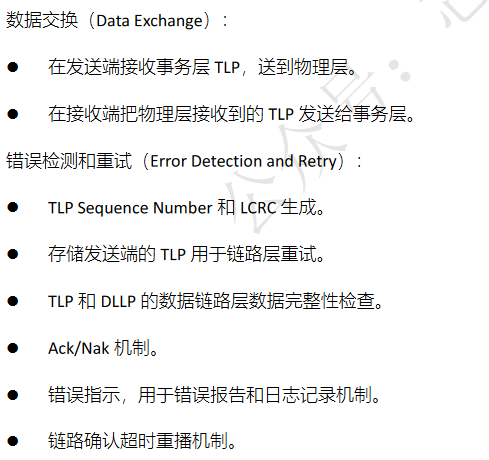 数据交换（Data Exchange）：
● 在发送端接收事务层 TLP，送到物理层。
● 在接收端把物理层接收到的 TLP 发送给事务层。
错误检测和重试（Error Detection and Retry）：
● TLP Sequence Number 和 LCRC 生成。
● 存储发送端的 TLP 用于链路层重试。
● TLP 和 DLLP 的数据链路层数据完整性检查。
● Ack/Nak 机制。
● 错误指示，用于错误报告和日志记录机制。
● 链路确认超时重播机制。
公众号：